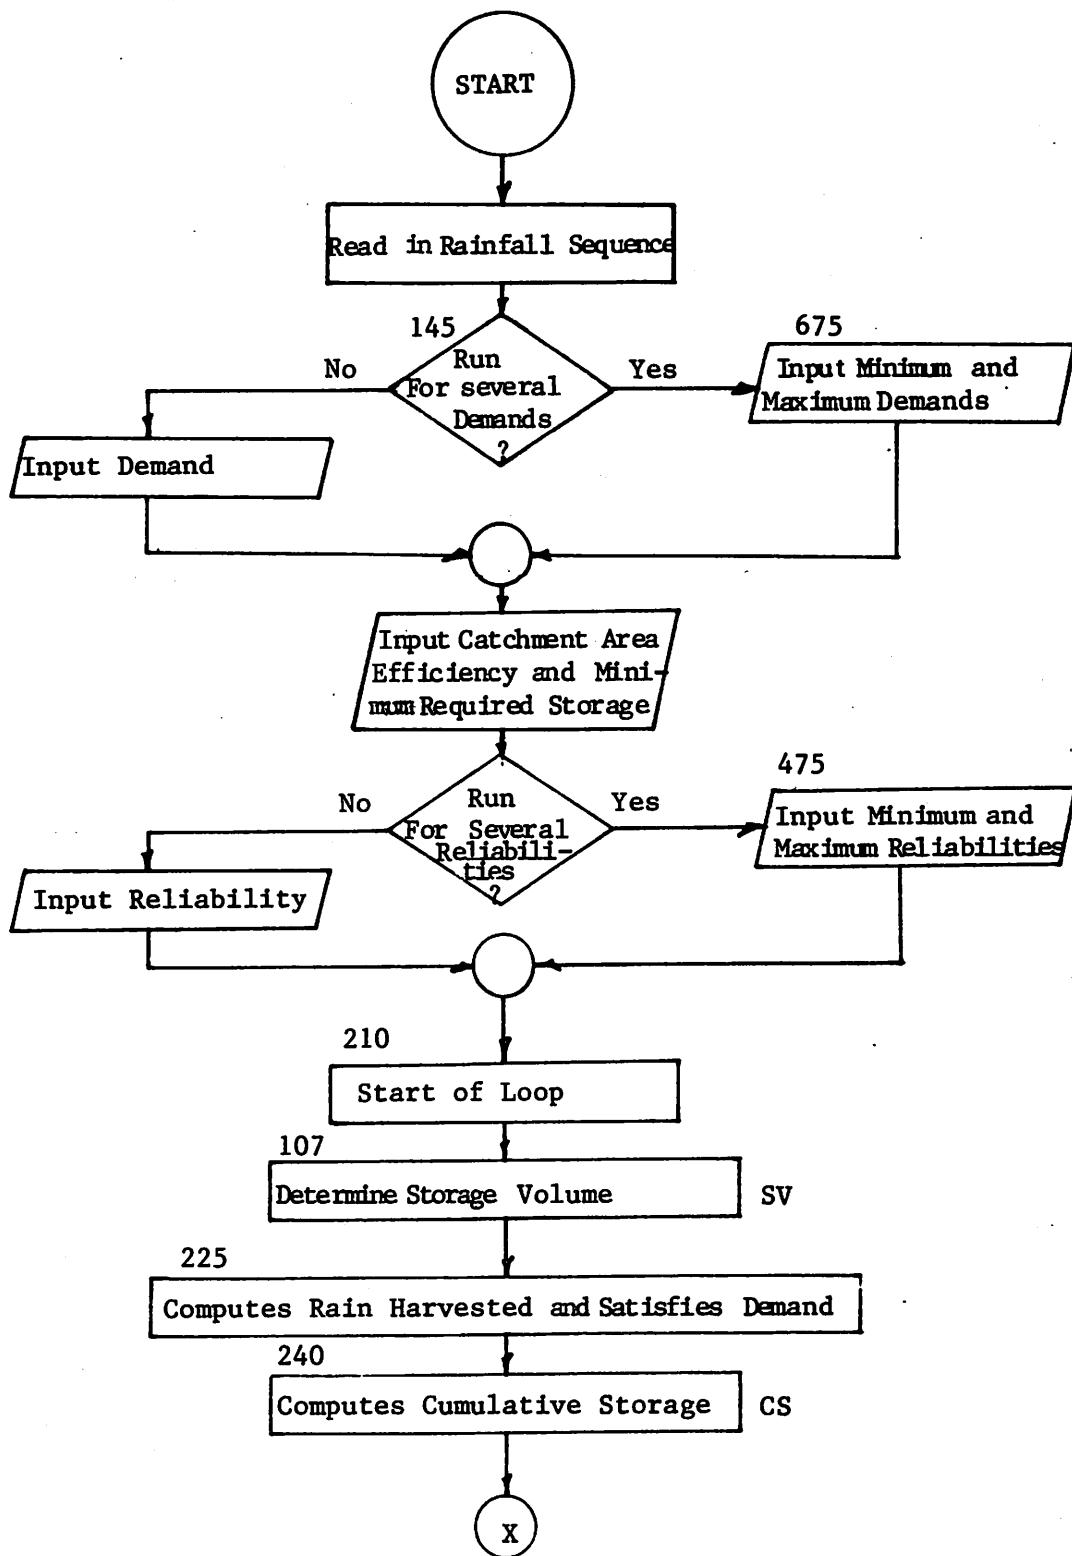 START
Read in Rainfall Sequence
145
675
No
Run
For several
Demands
?
Yes
Input Minimum and
Maximum Demands
Input Demand
Input Catchment Area
Efficiency and Mini-
mum Required Storage
475
No
Run
For Several
Reliabili-
ties
?
Yes
Input Minimum and
Maximum Reliabilities
Input Reliability
210
Start of Loop
107
Determine Storage Volume
SV
225
Computes Rain Harvested and Satisfies Demand
240
Computes Cumulative Storage
CS
X